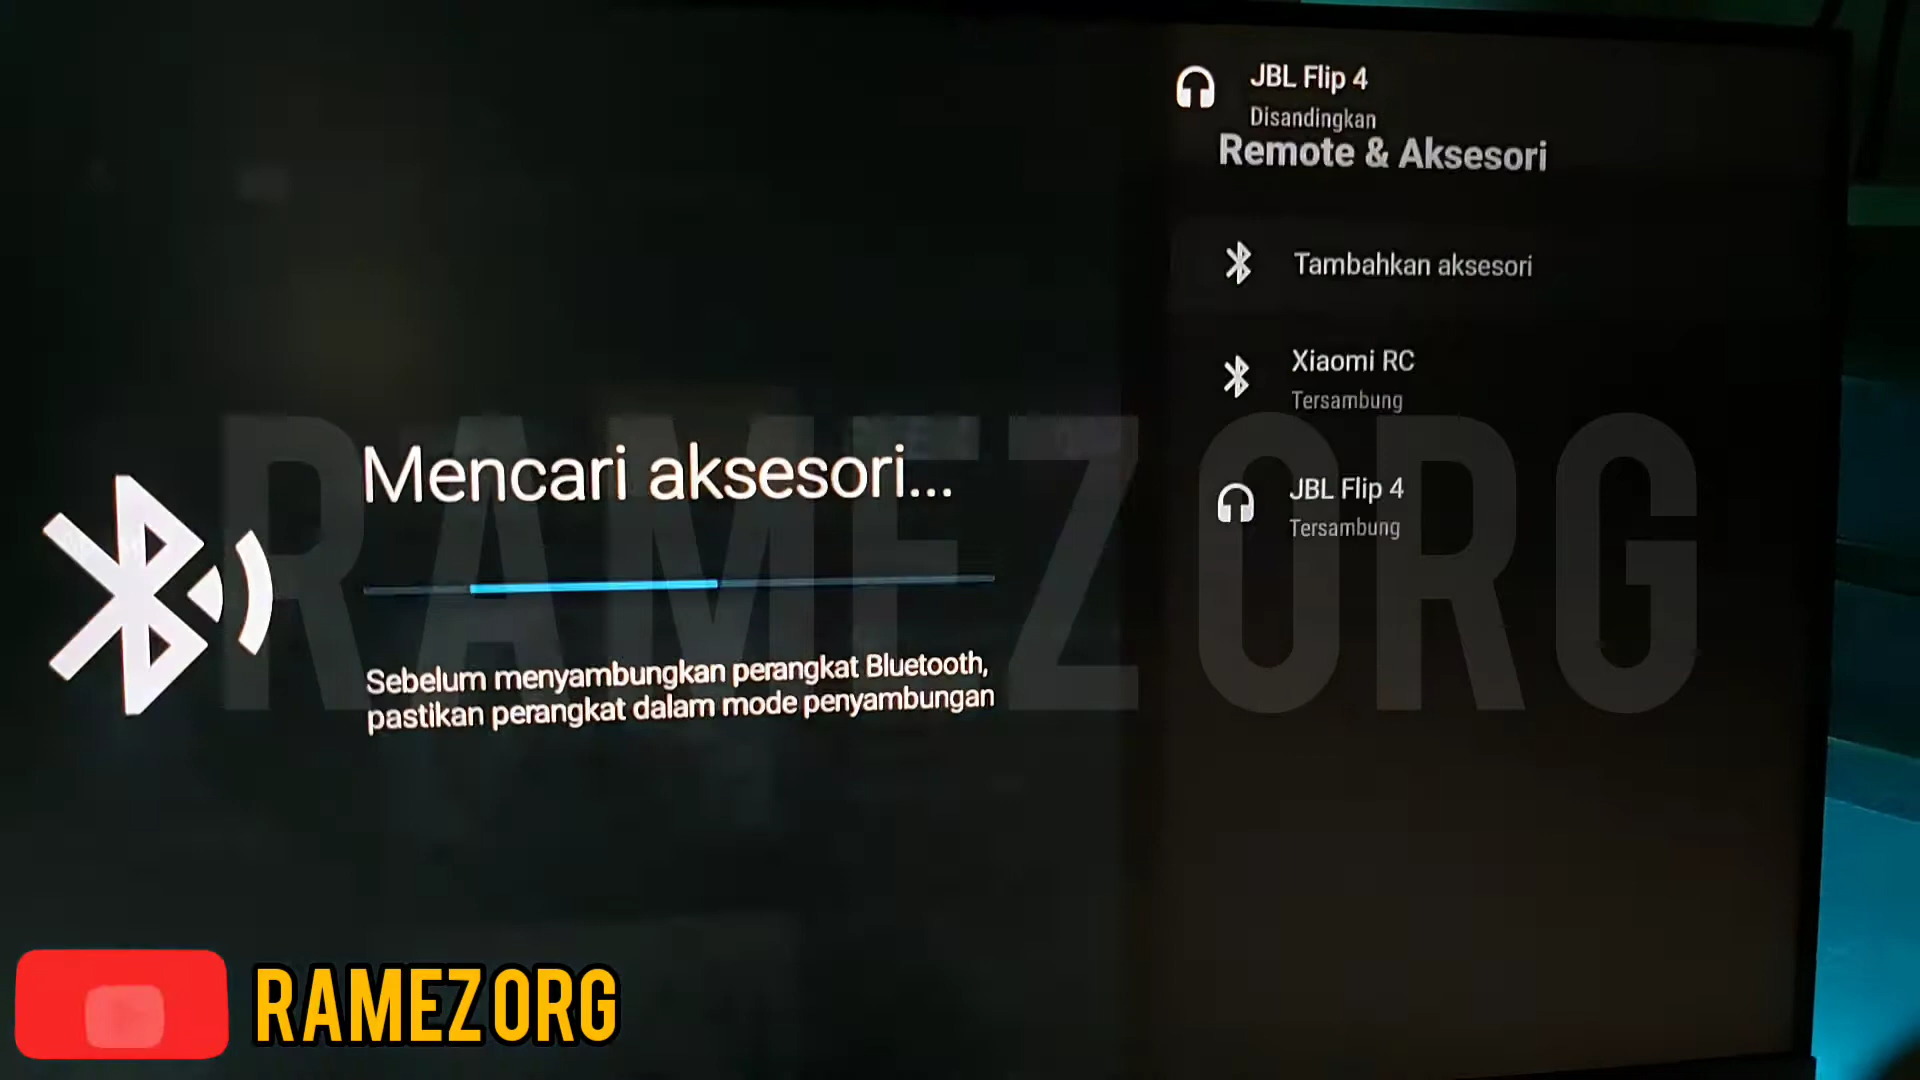 JBL Flip 4
Disandingkan
Remote & Aksesori
Tambahkan aksesori
Xiaomi RC
Tersambung
JBL Flip 4
Tersambung
Mencari aksesori...
Sebelum menyambungkan perangkat Bluetooth,
pastikan perangkat dalam mode penyambungan
RAMEZORG
RAMEZORG